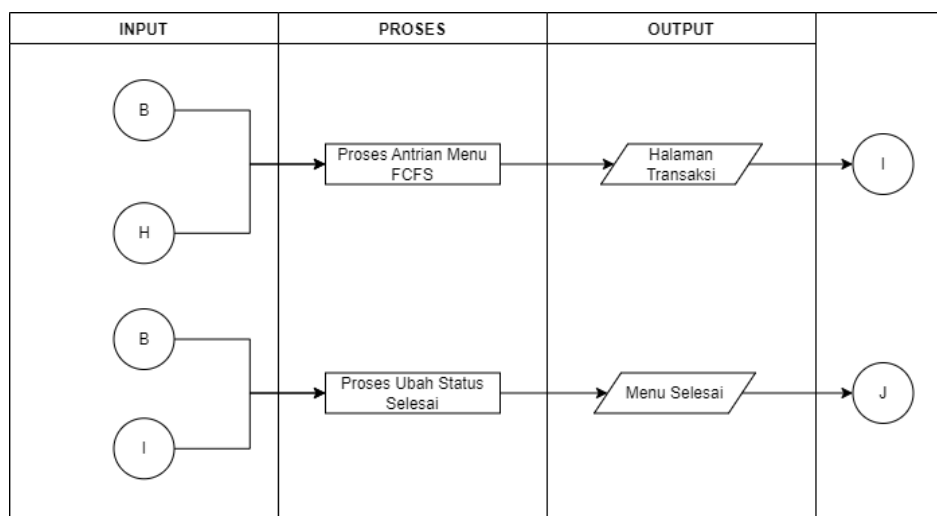 INPUT
PROSES
OUTPUT
B
Proses Antrian Menu
FCFS
Halaman
Transaksi
I
H
B
Proses Ubah Status
Selesai
Menu Selesai
J
I